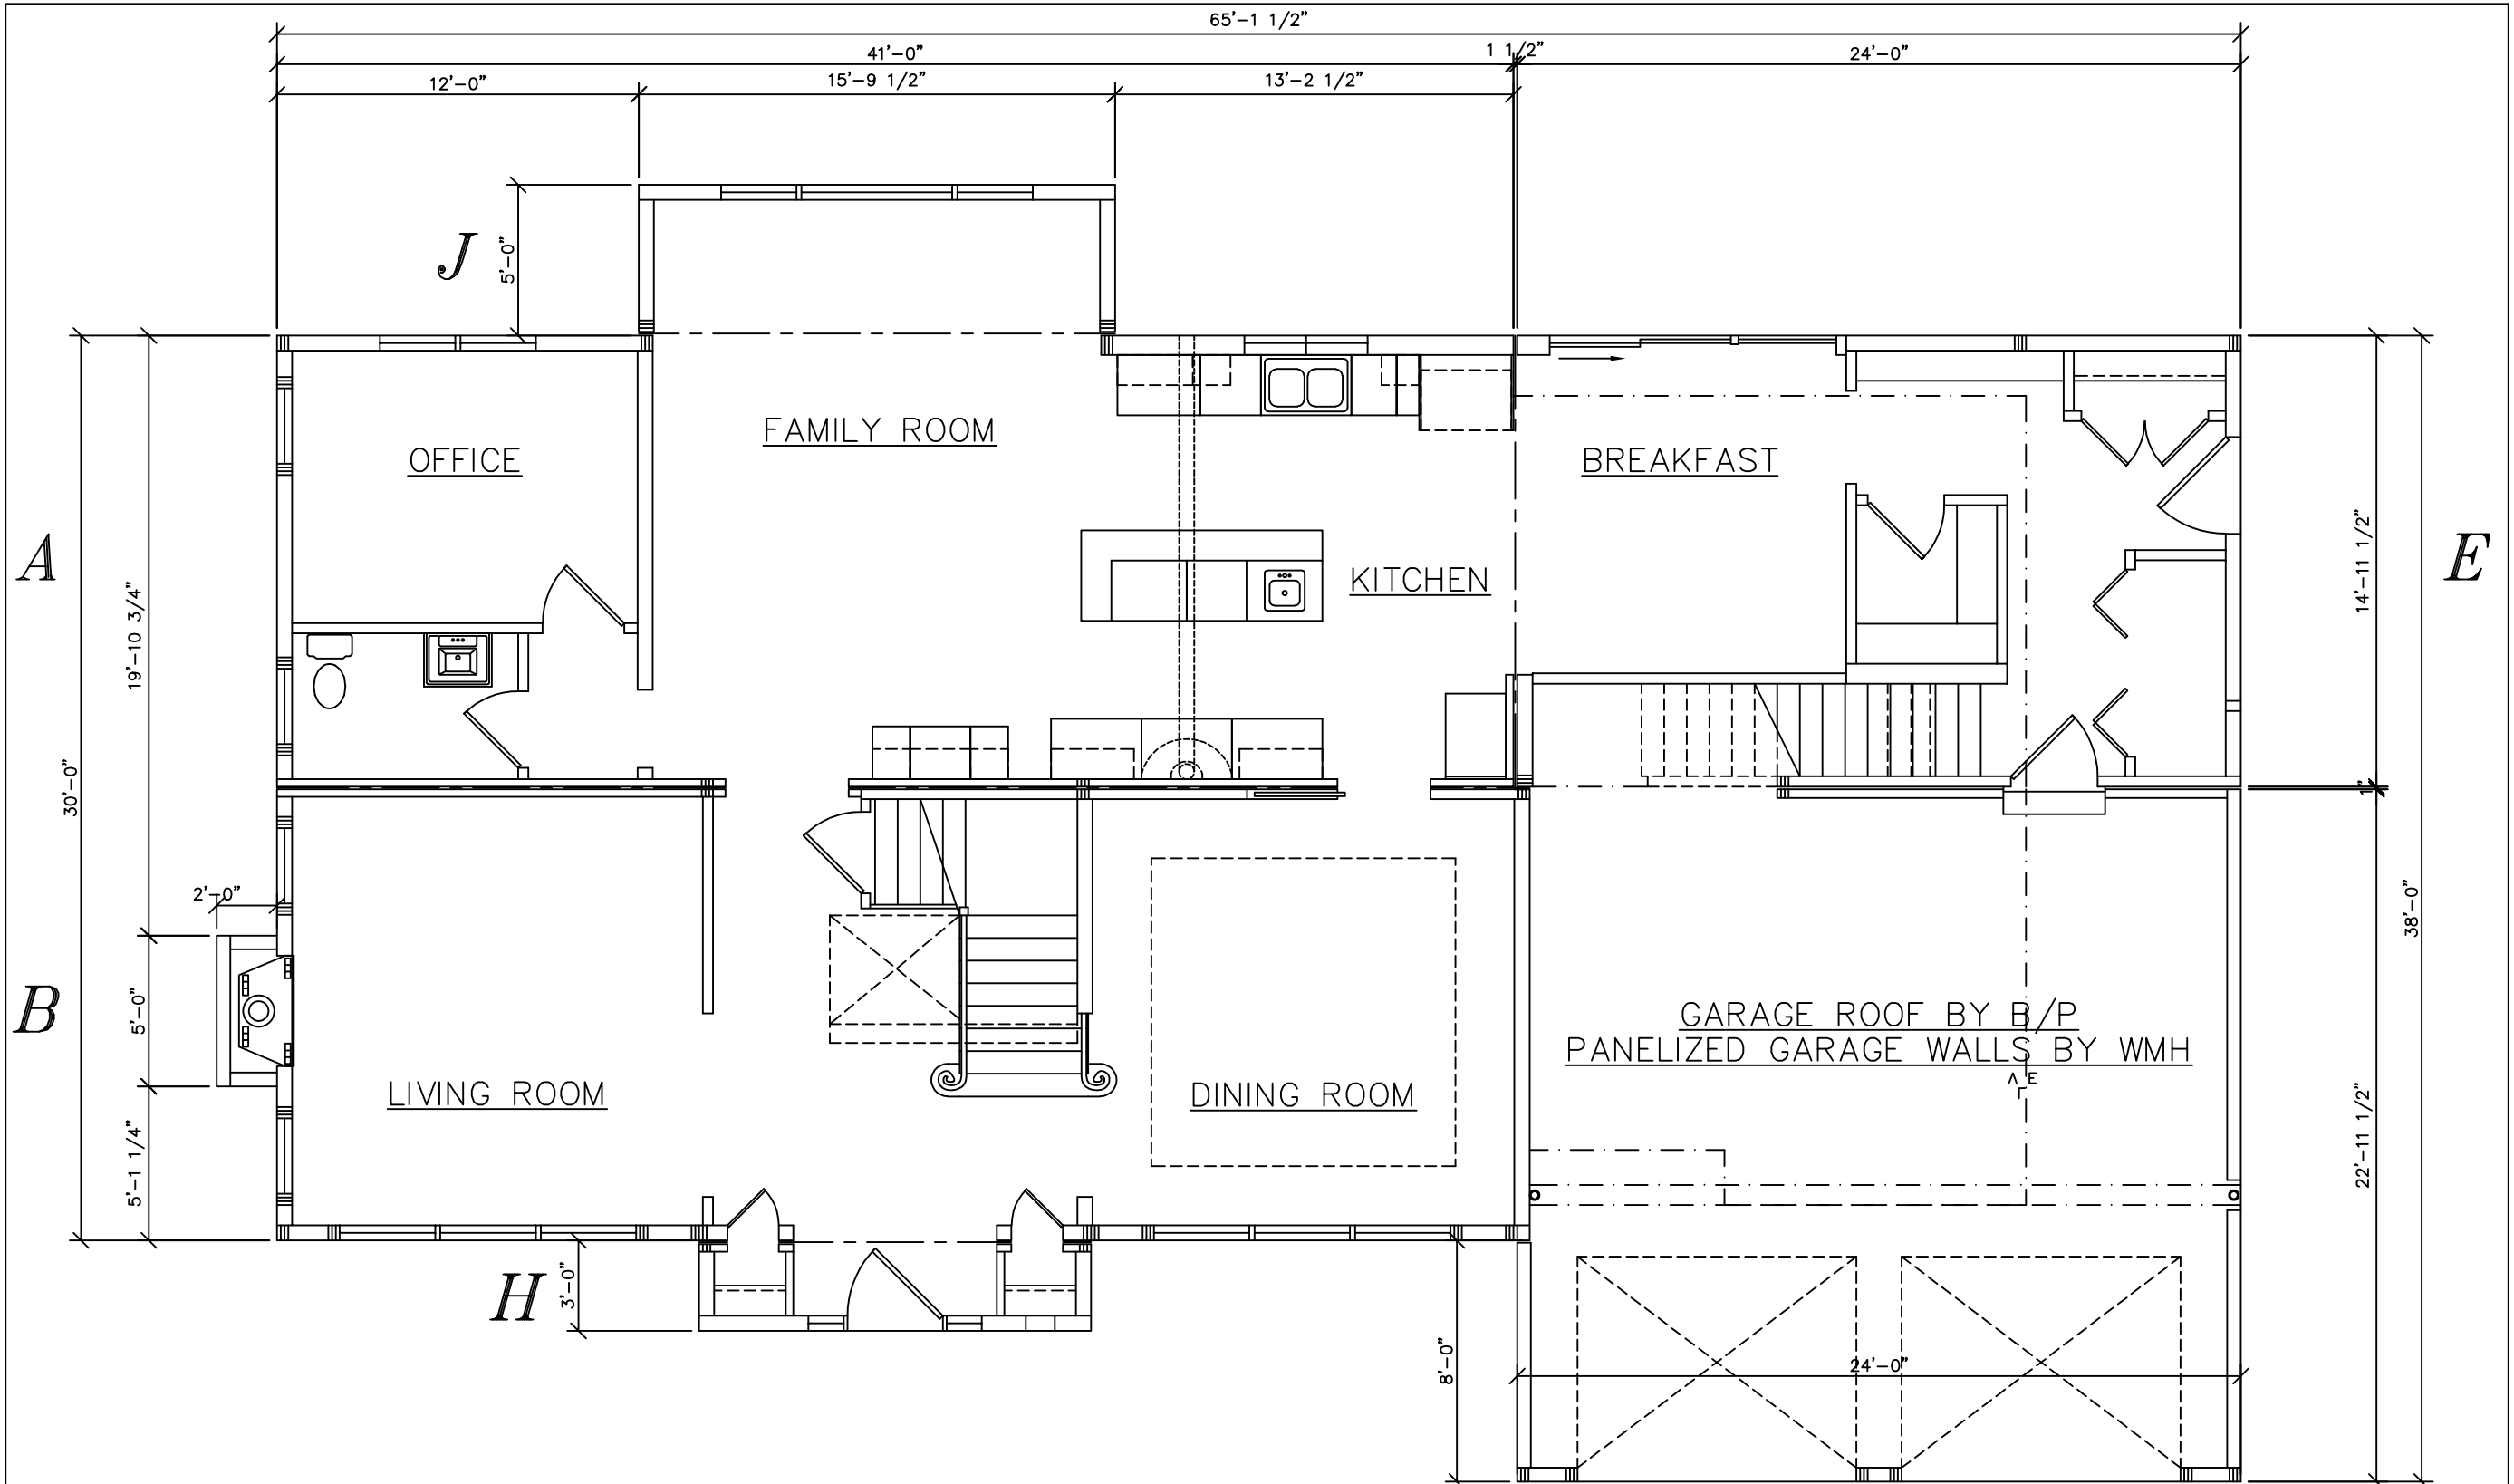 65'-1 1/2"
41'-0"
1 1/2"
24'-0"
12'-0"
15'-9 1/2"
13'-2 1/2"
J
5'-0"
FAMILY ROOM
OFFICE
BREAKFAST
A
KITCHEN
E
14'-11 1/2"
19'-10 3/4"
30'-0"
1"
2'-0"
38'-0"
B
5'-0"
GARAGE ROOF BY B/P
PANELIZED GARAGE WALLS BY WMH
LIVING ROOM
DINING ROOM
5'-1 1/4"
22'-11 1/2"
H
3'-0"
8'-0"
24'-0"